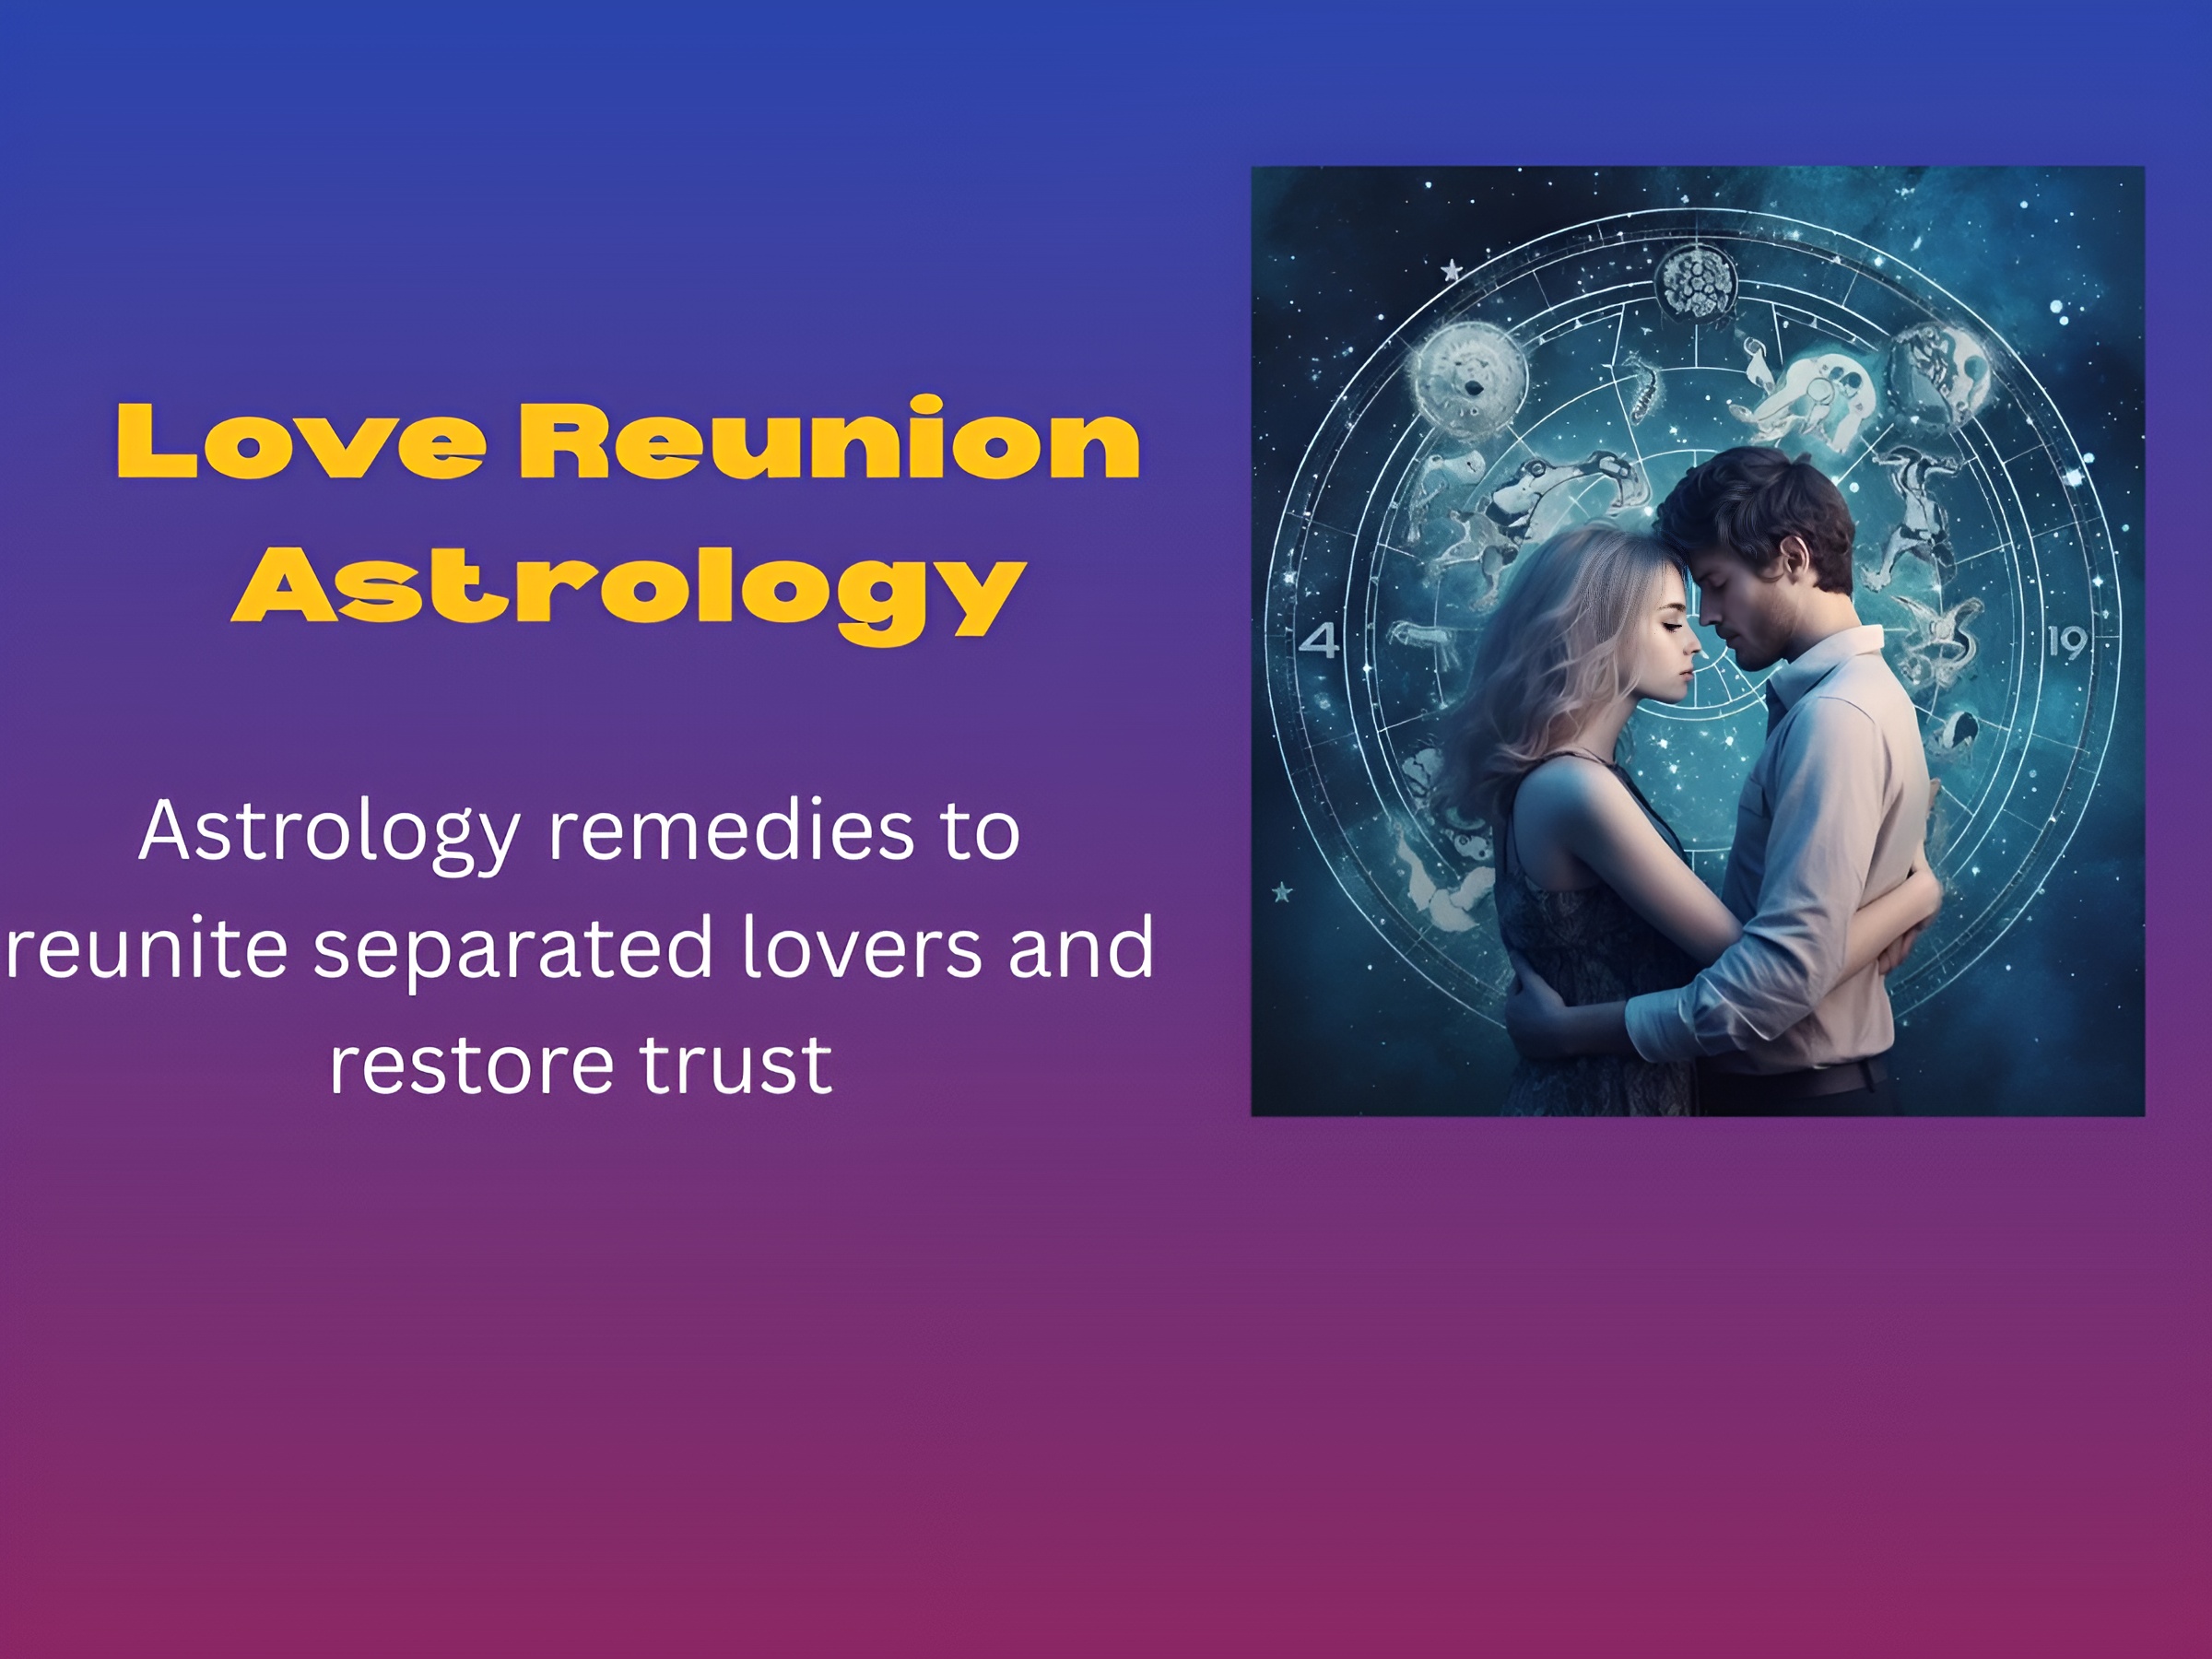 Love Reunion
Astrology
Astrology remedies to
reunite separated lovers and
restore trust
4
19